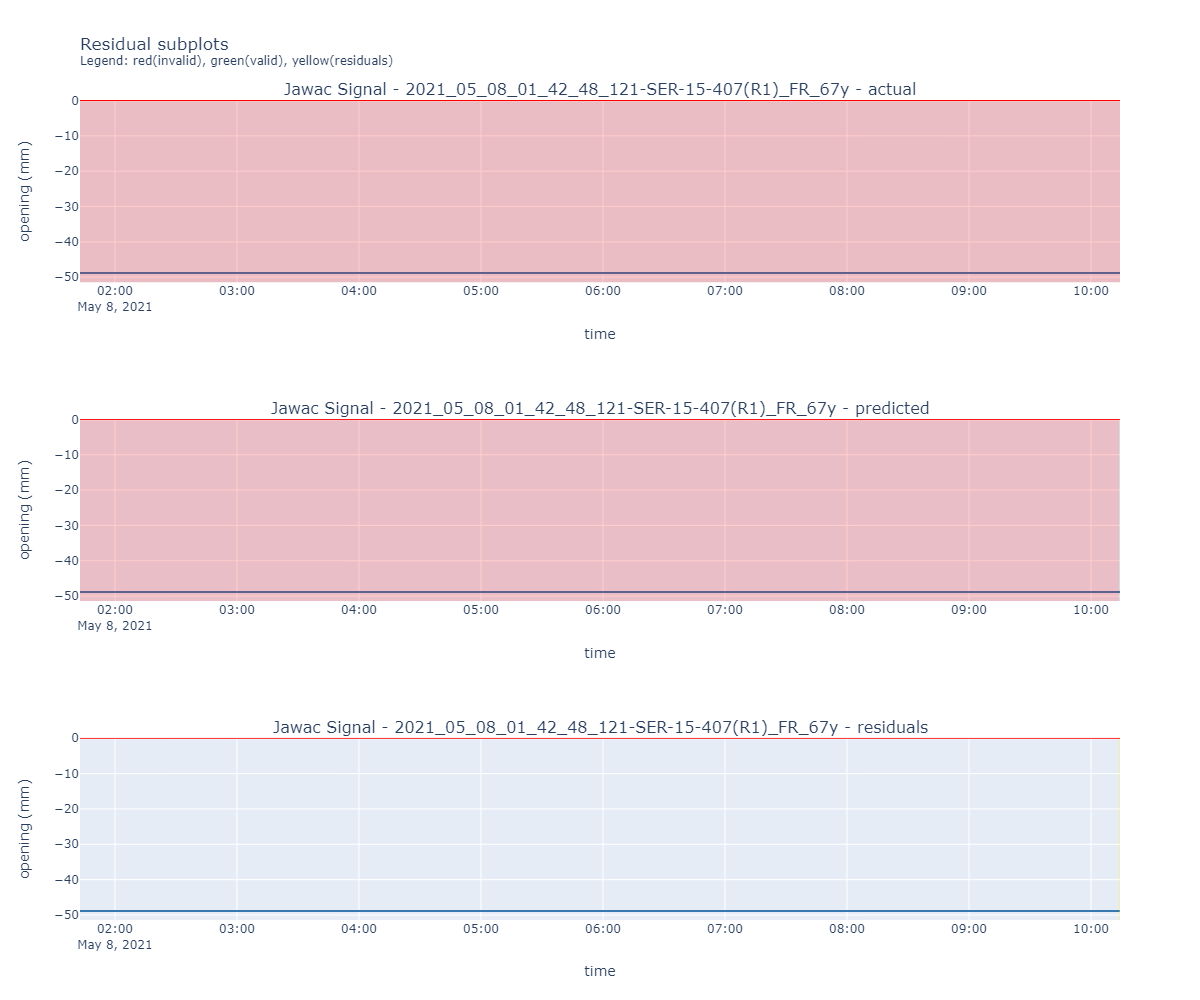 Residual subplots
Legend: red(invalid), green(valid), yellow(residuals)
Jawac Signal - 2021_05_08_01_42_48_121-SER-15-407(R1)_FR_67y - actual
0
−10
−20
−30
−40
−50
opening (mm)
02:00 03:00 04:00 05:00 06:00 07:00 08:00 09:00 10:00
May 8, 2021
time
Jawac Signal - 2021_05_08_01_42_48_121-SER-15-407(R1)_FR_67y - predicted
0
−10
−20
−30
−40
−50
opening (mm)
02:00 03:00 04:00 05:00 06:00 07:00 08:00 09:00 10:00
May 8, 2021
time
Jawac Signal - 2021_05_08_01_42_48_121-SER-15-407(R1)_FR_67y - residuals
0
−10
−20
−30
−40
−50
opening (mm)
02:00 03:00 04:00 05:00 06:00 07:00 08:00 09:00 10:00
May 8, 2021
time